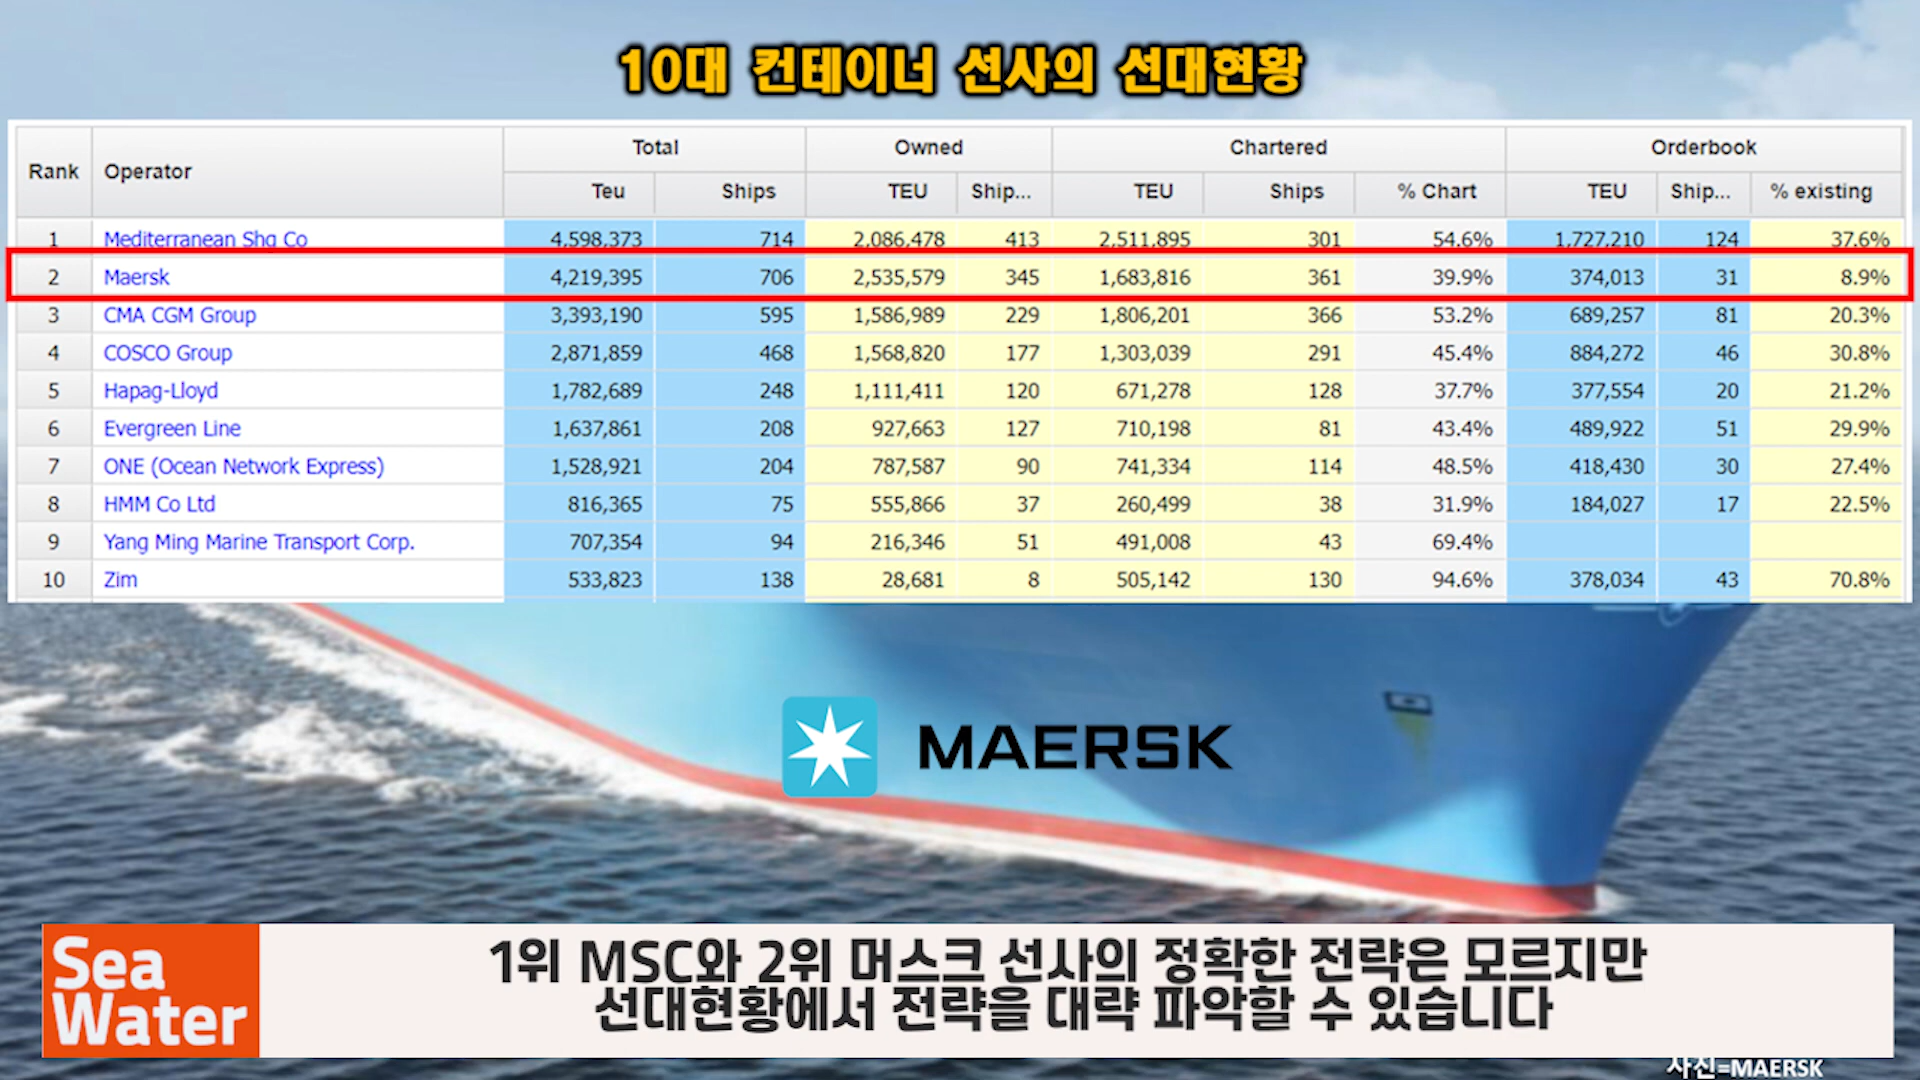 10대 컨테이너 선사의 선대현황
Rank Operator Total Owned Chartered Orderbook
Teu Ships TEU Ship... TEU Ships % Chart TEU Ship... % existing
1 Mediterranean Shg Co 4,598,373 714 2,086,478 413 2,511,895 301 54.6% 1,727,210 124 37.6%
2 Maersk 4,219,395 706 2,535,579 345 1,683,816 361 39.9% 374,013 31 8.9%
3 CMA CGM Group 3,393,190 595 1,586,989 229 1,806,201 366 53.2% 689,257 81 20.3%
4 COSCO Group 2,871,859 468 1,568,820 177 1,303,039 291 45.4% 884,272 46 30.8%
5 Hapag-Lloyd 1,782,689 248 1,111,411 120 671,278 128 37.7% 377,554 20 21.2%
6 Evergreen Line 1,637,861 208 927,663 127 710,198 81 43.4% 489,922 51 29.9%
7 ONE (Ocean Network Express) 1,528,921 204 787,587 90 741,334 114 48.5% 418,430 30 27.4%
8 HMM Co Ltd 816,365 75 555,866 37 260,499 38 31.9% 184,027 17 22.5%
9 Yang Ming Marine Transport Corp. 707,354 94 216,346 51 491,008 43 69.4%
10 Zim 533,823 138 28,681 8 505,142 130 94.6% 378,034 43 70.8%
MAERSK
Sea
Water
1위 MSC와 2위 머스크 선사의 정확한 전략은 모르지만
선대현황에서 전략을 대략 파악할 수 있습니다
사진=MAERSK